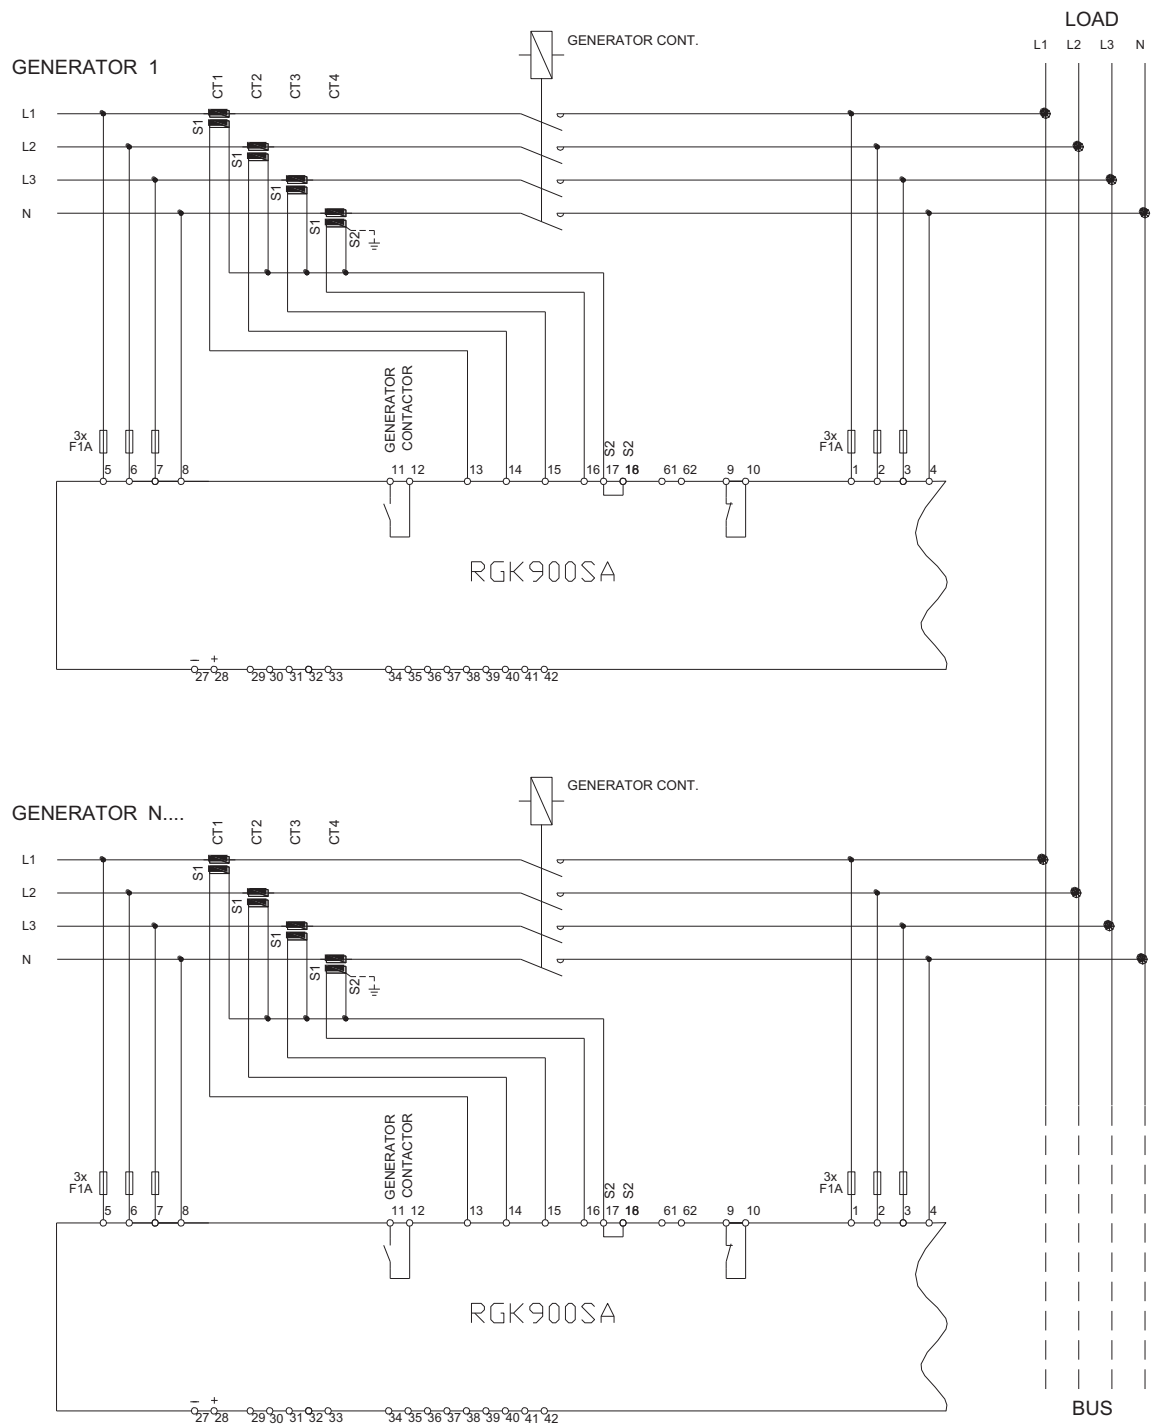 LOAD
L1 L2 L3 N
GENERATOR CONT.
GENERATOR 1
CT1 CT2 CT3 CT4
L1
S1
L2
S1
L3
S1
N
S1 S2
GENERATOR
CONTACTOR
3x
F1A
3x
F1A
S2 S2
5 6 7 8 11 12 13 14 15 16 17 16 61 62 9 10 1 2 3 4
RGK900SA
– +
27 28 29 30 31 32 33 34 35 36 37 38 39 40 41 42
GENERATOR CONT.
GENERATOR N....
CT1 CT2 CT3 CT4
L1
S1
L2
S1
L3
S1
N
S1 S2
GENERATOR
CONTACTOR
3x
F1A
3x
F1A
S2 S2
5 6 7 8 11 12 13 14 15 16 17 16 61 62 9 10 1 2 3 4
RGK900SA
– +
27 28 29 30 31 32 33 34 35 36 37 38 39 40 41 42
BUS